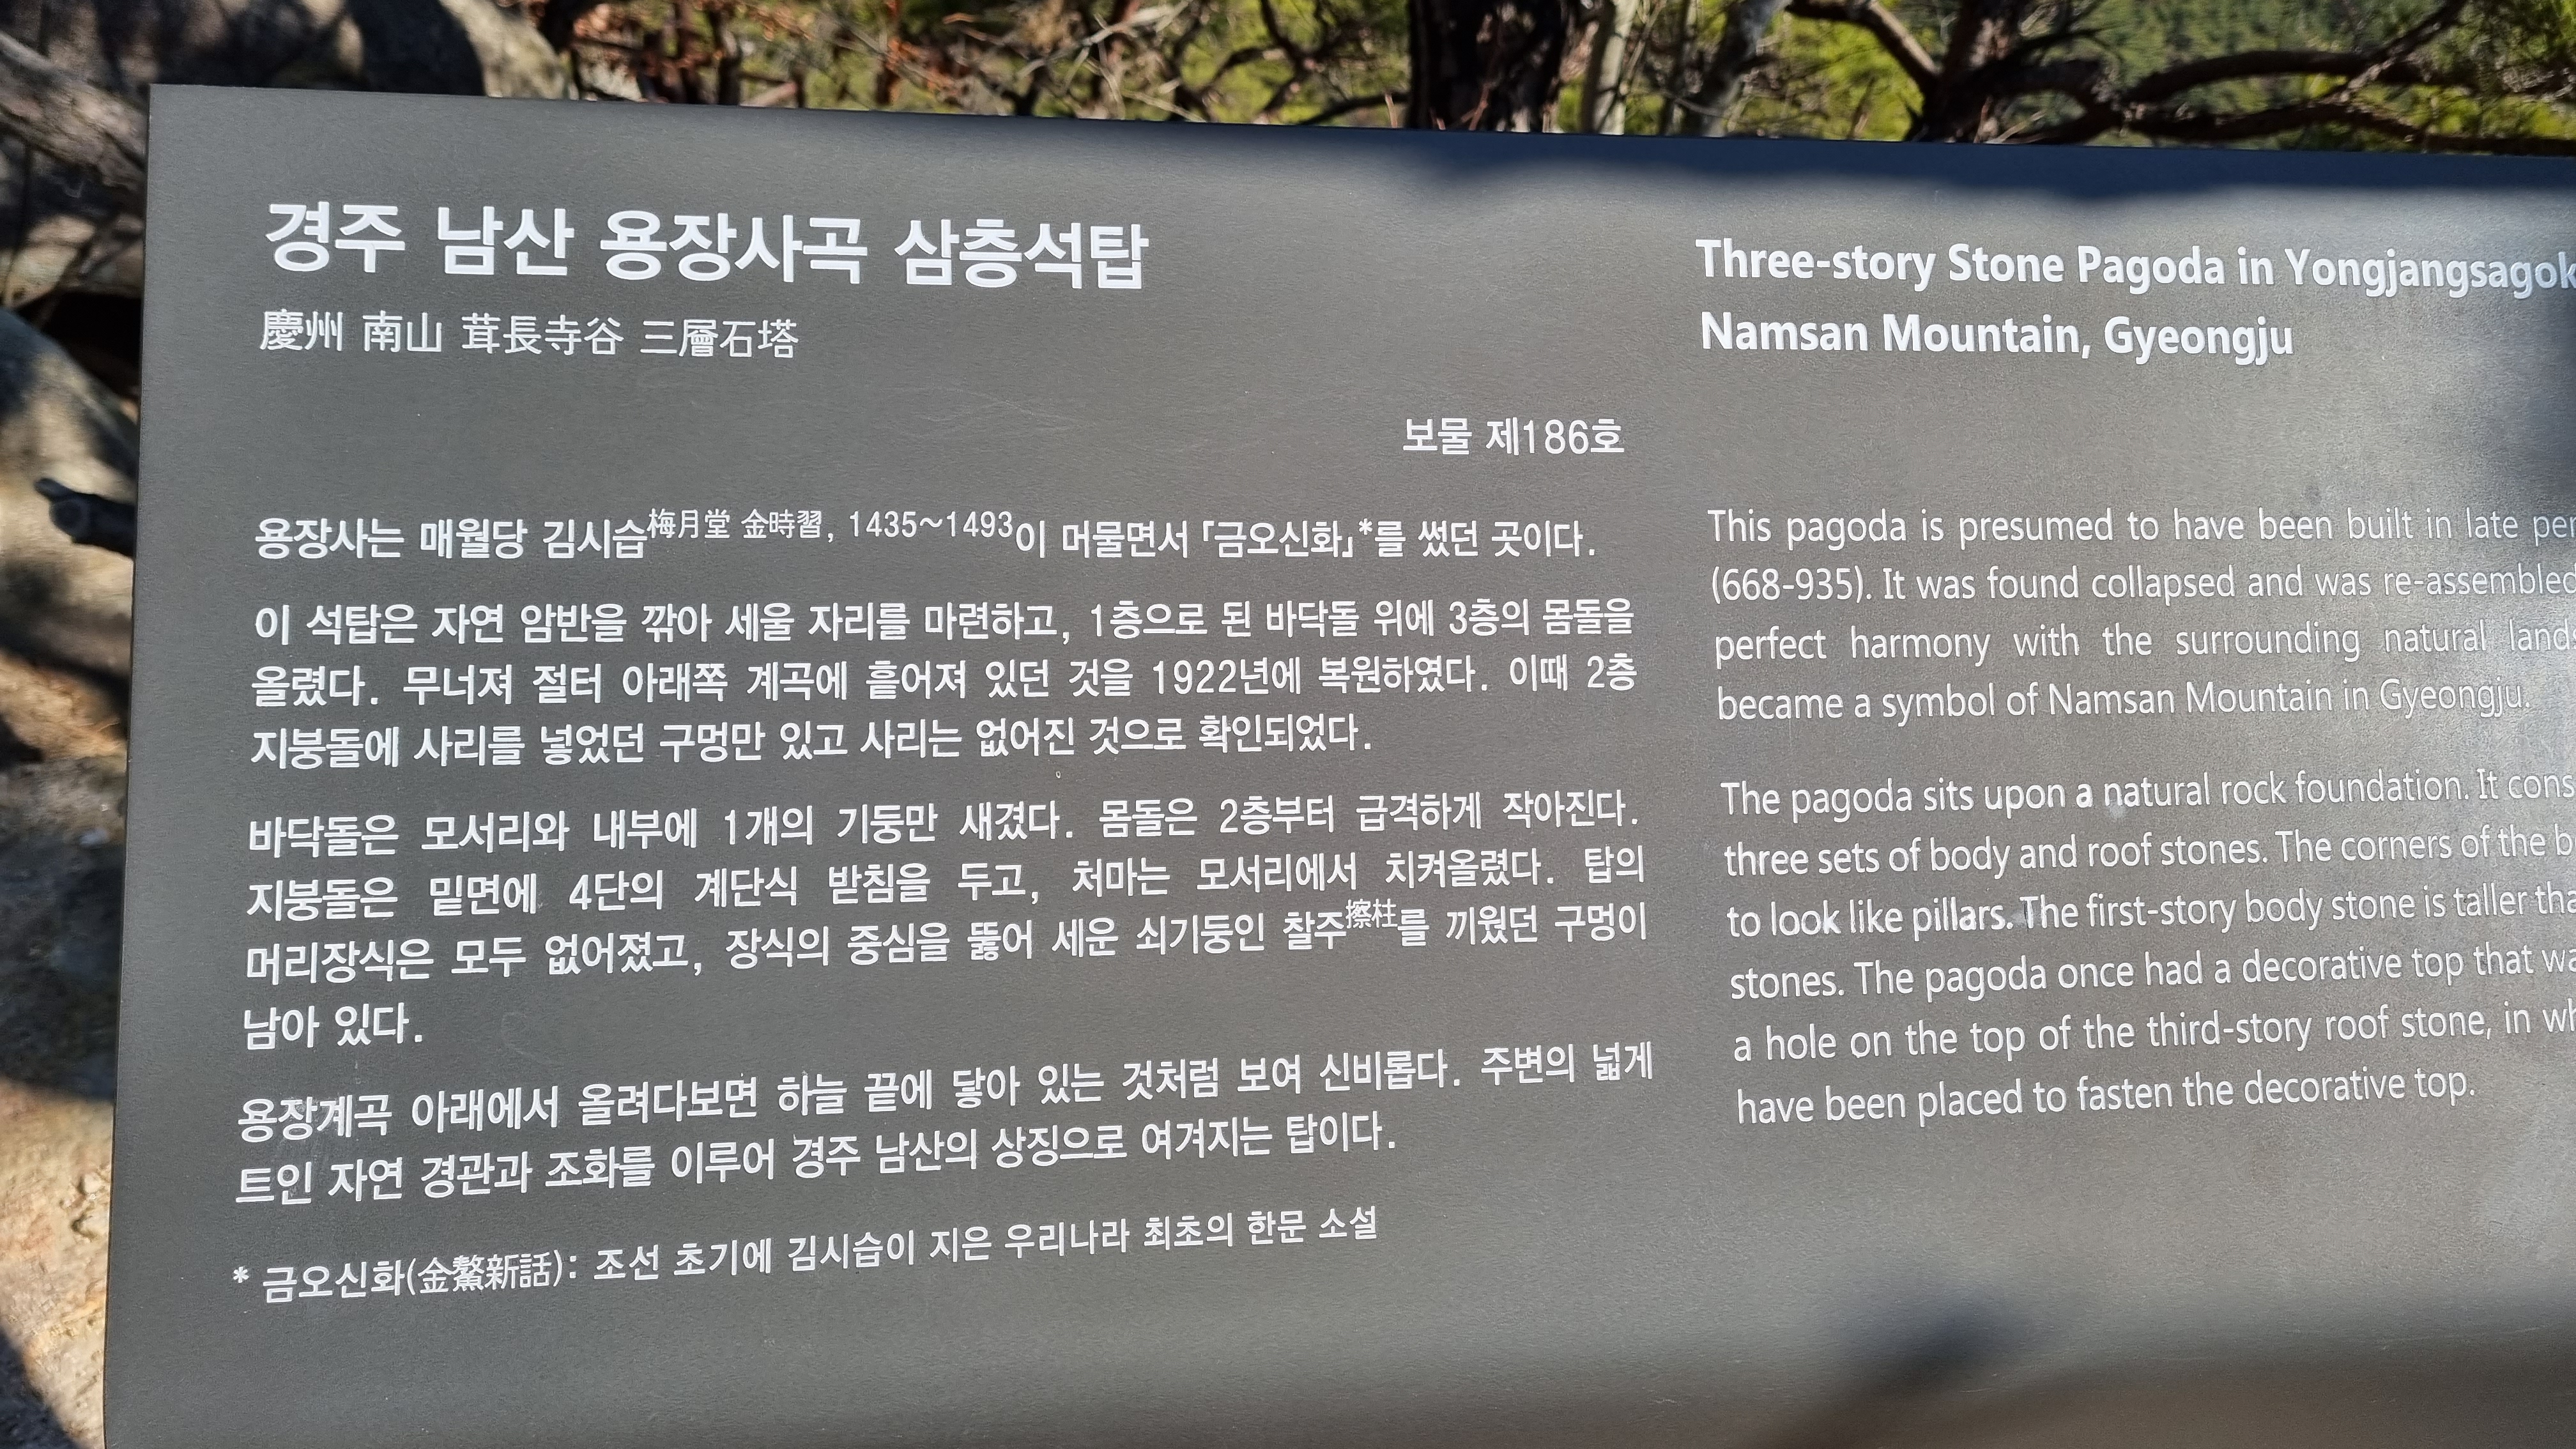 경주 남산 용장사곡 삼층석탑
慶州 南山 茸長寺谷 三層石塔
보물 제186호
용장사는 매월당 김시습梅月堂 金時習, 1435~1493이 머물면서 「금오신화」*를 썼던 곳이다.
이 석탑은 자연 암반을 깎아 세울 자리를 마련하고, 1층으로 된 바닥돌 위에 3층의 몸돌을
올렸다. 무너져 절터 아래쪽 계곡에 흩어져 있던 것을 1922년에 복원하였다. 이때 2층
지붕돌에 사리를 넣었던 구멍만 있고 사리는 없어진 것으로 확인되었다.
바닥돌은 모서리와 내부에 1개의 기둥만 새겼다. 몸돌은 2층부터 급격하게 작아진다.
지붕돌은 밑면에 4단의 계단식 받침을 두고, 처마는 모서리에서 치켜올렸다. 탑의
머리장식은 모두 없어졌고, 장식의 중심을 뚫어 세운 쇠기둥인 찰주擦柱를 끼웠던 구멍이
남아 있다.
용장계곡 아래에서 올려다보면 하늘 끝에 닿아 있는 것처럼 보여 신비롭다. 주변의 넓게
트인 자연 경관과 조화를 이루어 경주 남산의 상징으로 여겨지는 탑이다.
* 금오신화(金鰲新話): 조선 초기에 김시습이 지은 우리나라 최초의 한문 소설
Three-story Stone Pagoda in Yongjangsagok
Namsan Mountain, Gyeongju
This pagoda is presumed to have been built in late
(668-935). It was found collapsed and was re-assembled
perfect harmony with the surrounding natural
became a symbol of Namsan Mountain in Gyeongju.
The pagoda sits upon a natural rock foundation. It
three sets of body and roof stones. The corners of the
to look like pillars. The first-story body stone is taller
stones. The pagoda once had a decorative top that
a hole on the top of the third-story roof stone, in
have been placed to fasten the decorative top.